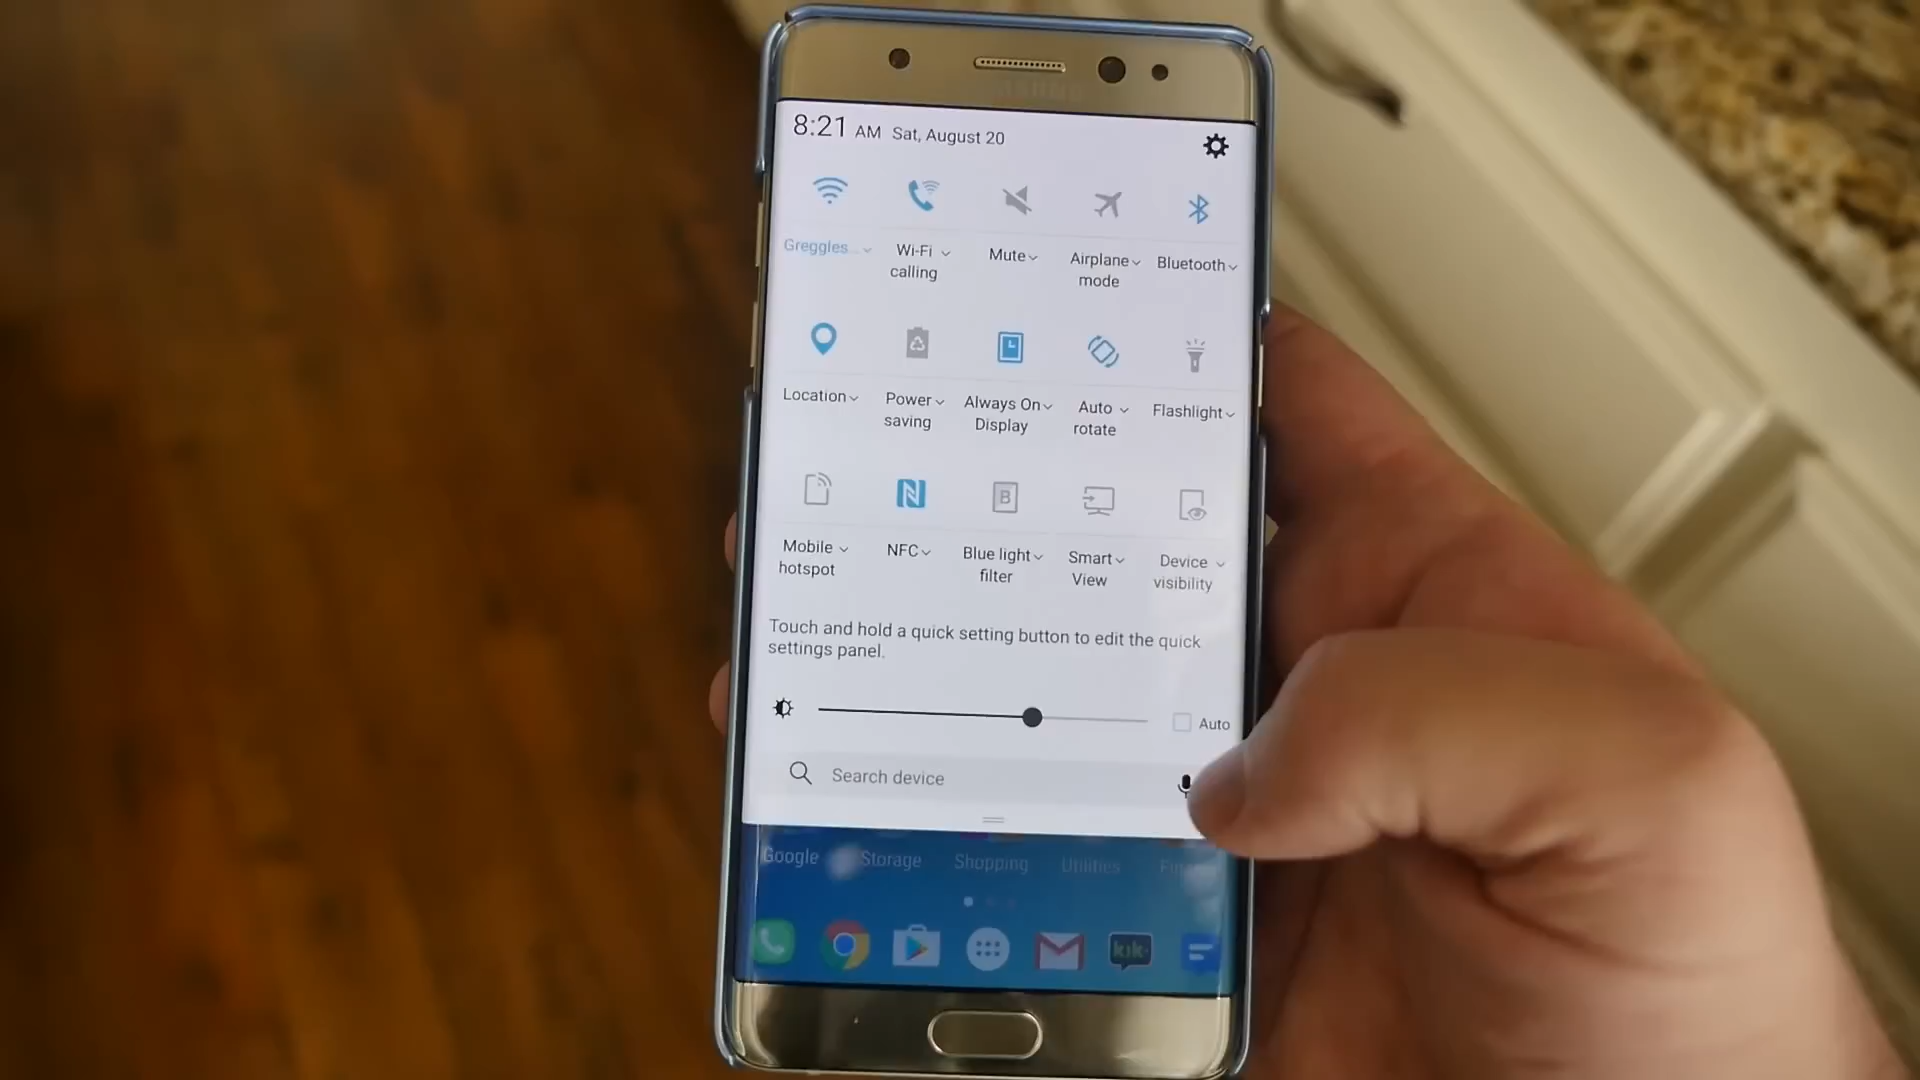 8:21 AM Sat, August 20
Greggles...
Wi-Fi
calling
Mute
Airplane
mode
Bluetooth
Location
Power
saving
Always On
Display
Auto
rotate
Flashlight
Mobile
hotspot
NFC
B
Blue light
filter
Smart
View
Device
visibility
Touch and hold a quick setting button to edit the quick
settings panel.
Auto
Search device
Google Storage Shopping Utilities
kik